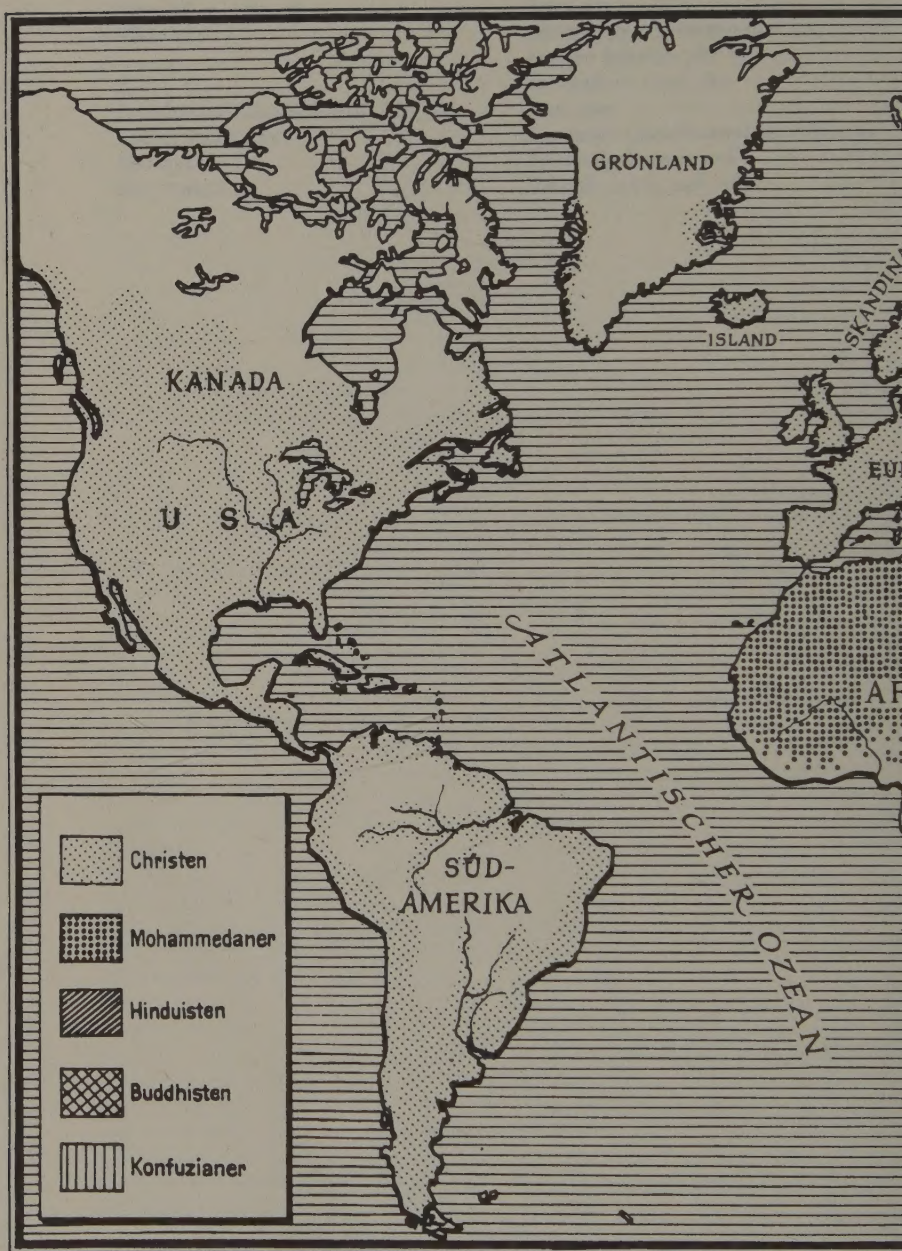 GRÖNLAND
ISLAND
KANADA
U S A
ATLANTISCHER OZEAN
SÜD-
AMERIKA
Christen
Mohammedaner
Hinduisten
Buddhisten
Konfuzianer